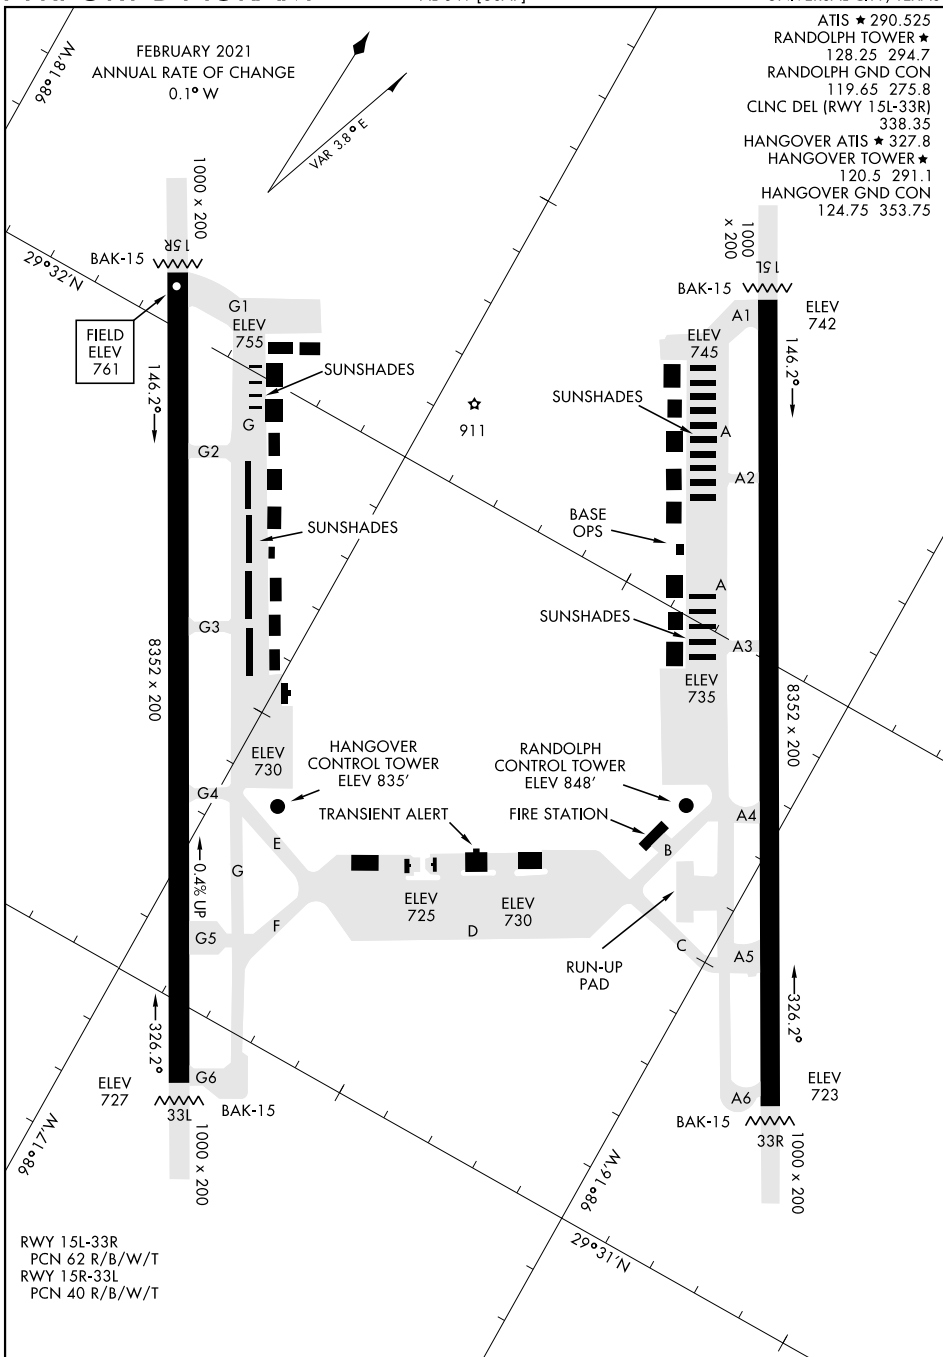 ATIS ★ 290.525
RANDOLPH TOWER ★
128.25 294.7
RANDOLPH GND CON
119.65 275.8
CLNC DEL (RWY 15L-33R)
338.35
HANGOVER ATIS ★ 327.8
HANGOVER TOWER ★
120.5 291.1
HANGOVER GND CON
124.75 353.75
FEBRUARY 2021
ANNUAL RATE OF CHANGE
0.1° W
VAR 3.8° E
98°18'W
29°32'N
1000 x 200
15R
BAK-15
FIELD
ELEV
761
146.2°
G1
ELEV
755
SUNSHADES
G
G2
SUNSHADES
G3
8352 x 200
911
1000
x 200
15L
BAK-15
A1
ELEV
742
ELEV
745
146.2°
SUNSHADES
A
A2
BASE
OPS
A
SUNSHADES
A3
ELEV
735
8352 x 200
ELEV
730
HANGOVER
CONTROL TOWER
ELEV 835'
RANDOLPH
CONTROL TOWER
ELEV 848'
G4
TRANSIENT ALERT
FIRE STATION
A4
E
B
G
0.4% UP
ELEV
725
ELEV
730
F
D
G5
C
A5
RUN-UP
PAD
326.2°
326.2°
ELEV
727
G6
33L
BAK-15
ELEV
723
A6
BAK-15
33R
98°17'W
1000 x 200
98°16'W
1000 x 200
29°31'N
RWY 15L-33R
PCN 62 R/B/W/T
RWY 15R-33L
PCN 40 R/B/W/T